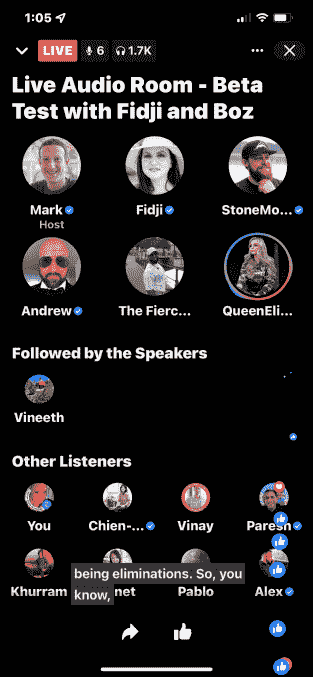 1:05
LIVE 6 1.7K
Live Audio Room - Beta
Test with Fidji and Boz
Mark Fidji StoneMo...
Host
Andrew The Fierc... QueenEli...
Followed by the Speakers
Vineeth
Other Listeners
You Chien-... Vinay Paresh
Khurram net Pablo Alex
being eliminations. So, you
know,